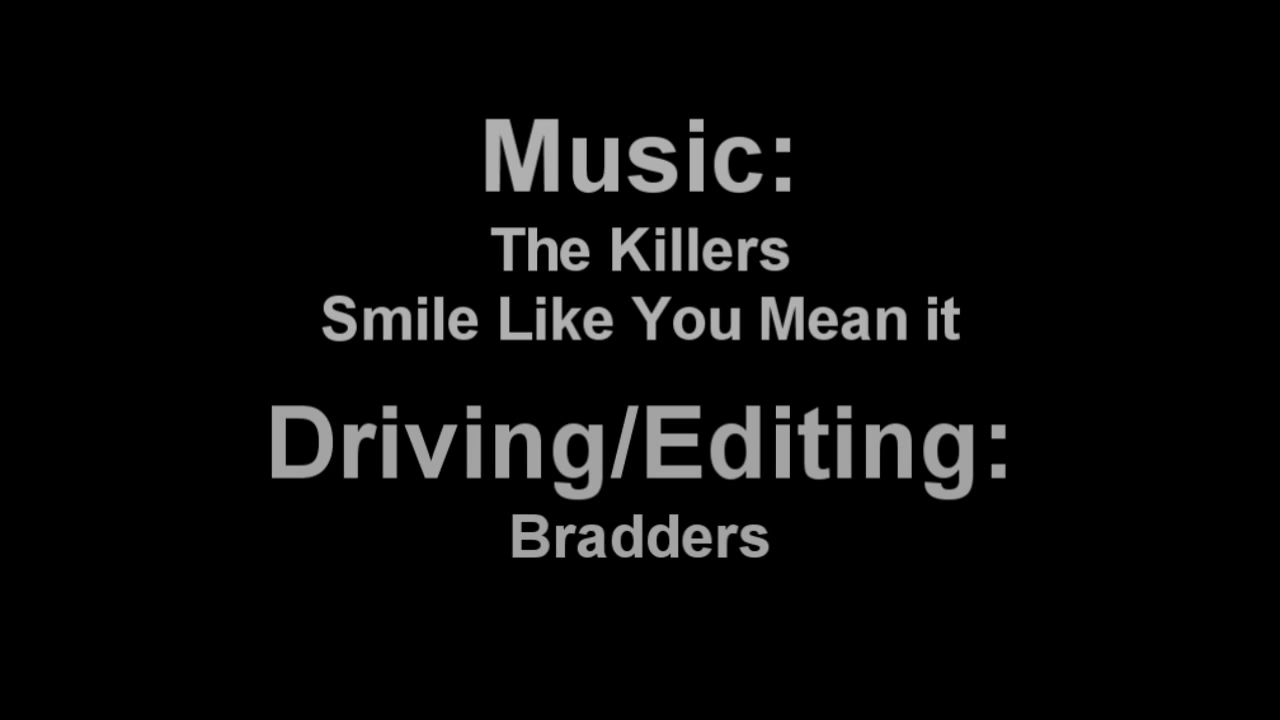 Music:
The Killers
Smile Like You Mean it
Driving/Editing:
Bradders